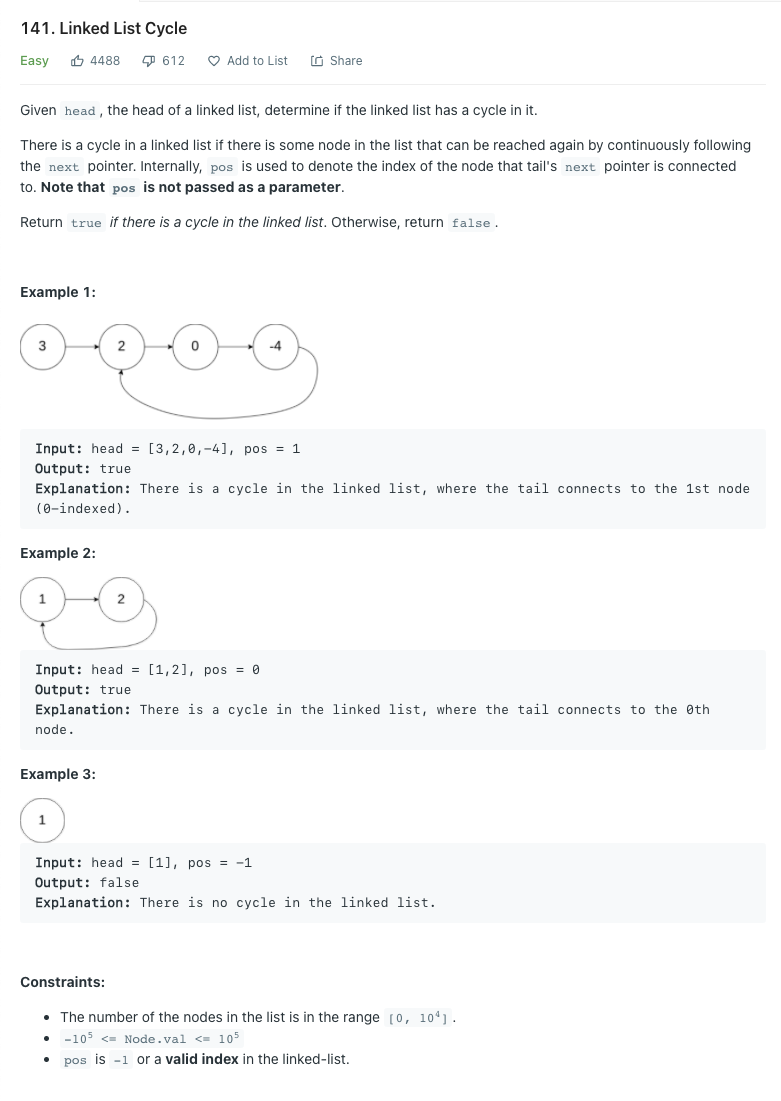 141. Linked List Cycle
Easy 4488 612 Add to List Share
Given head, the head of a linked list, determine if the linked list has a cycle in it.
There is a cycle in a linked list if there is some node in the list that can be reached again by continuously following
the next pointer. Internally, pos is used to denote the index of the node that tail's next pointer is connected
to. Note that pos is not passed as a parameter.
Return true if there is a cycle in the linked list. Otherwise, return false.
Example 1:
3 2 0 -4
Input: head = [3,2,0,-4], pos = 1
Output: true
Explanation: There is a cycle in the linked list, where the tail connects to the 1st node
(0-indexed).
Example 2:
1 2
Input: head = [1,2], pos = 0
Output: true
Explanation: There is a cycle in the linked list, where the tail connects to the 0th
node.
Example 3:
1
Input: head = [1], pos = -1
Output: false
Explanation: There is no cycle in the linked list.
Constraints:
• The number of the nodes in the list is in the range [0, 10⁴].
• -10⁵ <= Node.val <= 10⁵
• pos is -1 or a valid index in the linked-list.